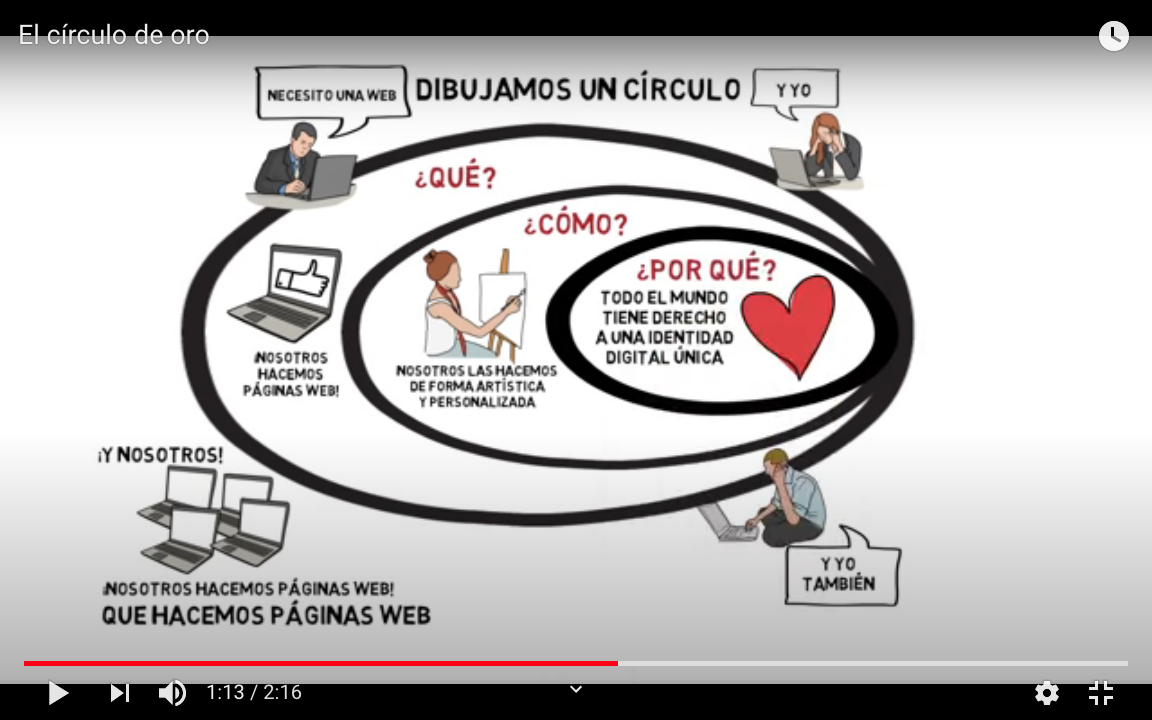 El círculo de oro
NECESITO UNA WEB
DIBUJAMOS UN CÍRCULO
Y YO
¿QUÉ?
¿CÓMO?
¿POR QUÉ?
TODO EL MUNDO
TIENE DERECHO
A UNA IDENTIDAD
DIGITAL ÚNICA
¡NOSOTROS
HACEMOS
PÁGINAS WEB!
NOSOTROS LAS HACEMOS
DE FORMA ARTÍSTICA
Y PERSONALIZADA
¡Y NOSOTROS!
¡NOSOTROS HACEMOS PÁGINAS WEB!
QUE HACEMOS PÁGINAS WEB
Y YO
TAMBIÉN
1:13 / 2:16